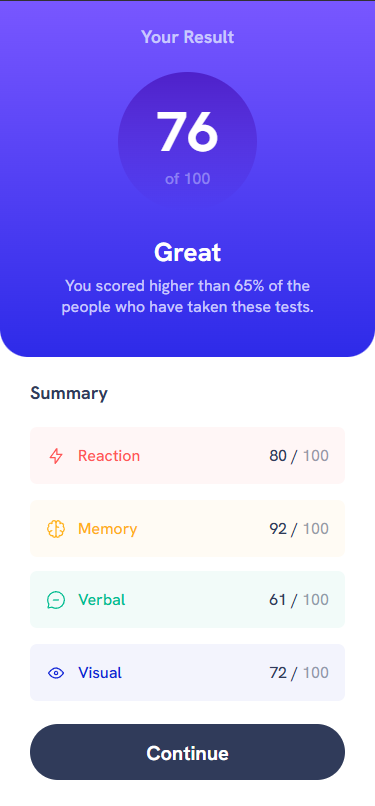 Your Result
76
of 100
Great
You scored higher than 65% of the
people who have taken these tests.
Summary
Reaction 80 / 100
Memory 92 / 100
Verbal 61 / 100
Visual 72 / 100
Continue